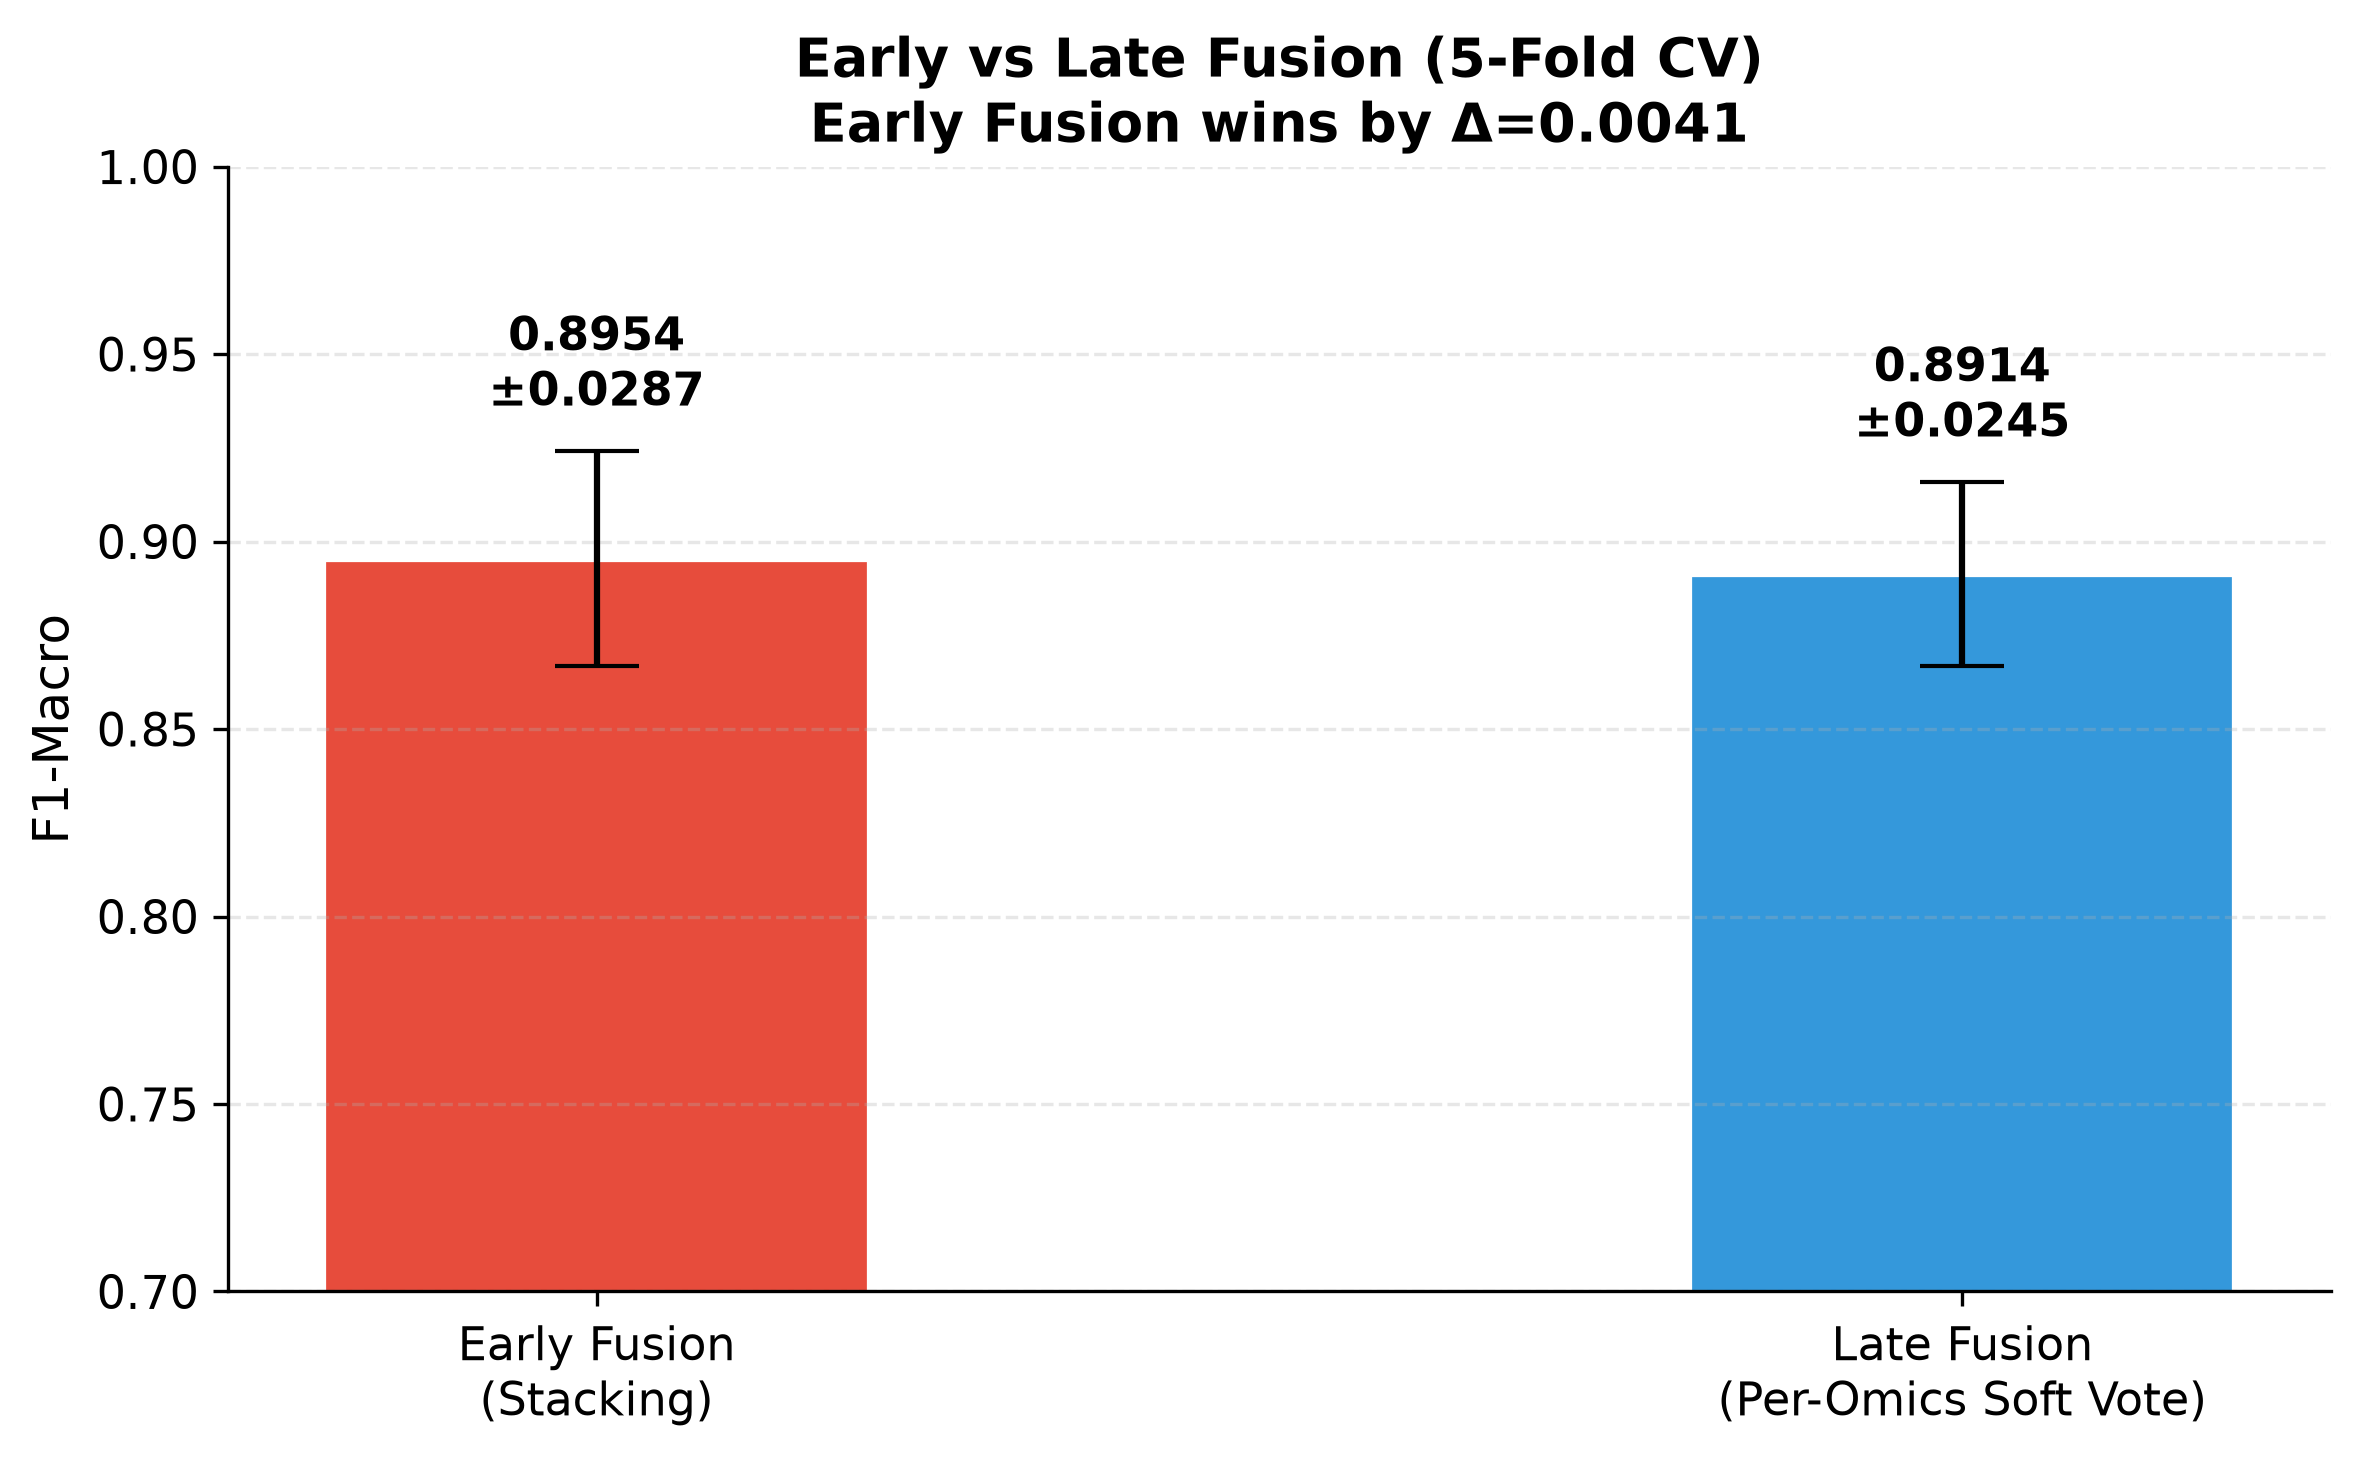 Early vs Late Fusion (5-Fold CV)
Early Fusion wins by Δ=0.0041
1.00
0.95
0.90
0.85
0.80
0.75
0.70
F1-Macro
0.8954
±0.0287
0.8914
±0.0245
Early Fusion
(Stacking)
Late Fusion
(Per-Omics Soft Vote)